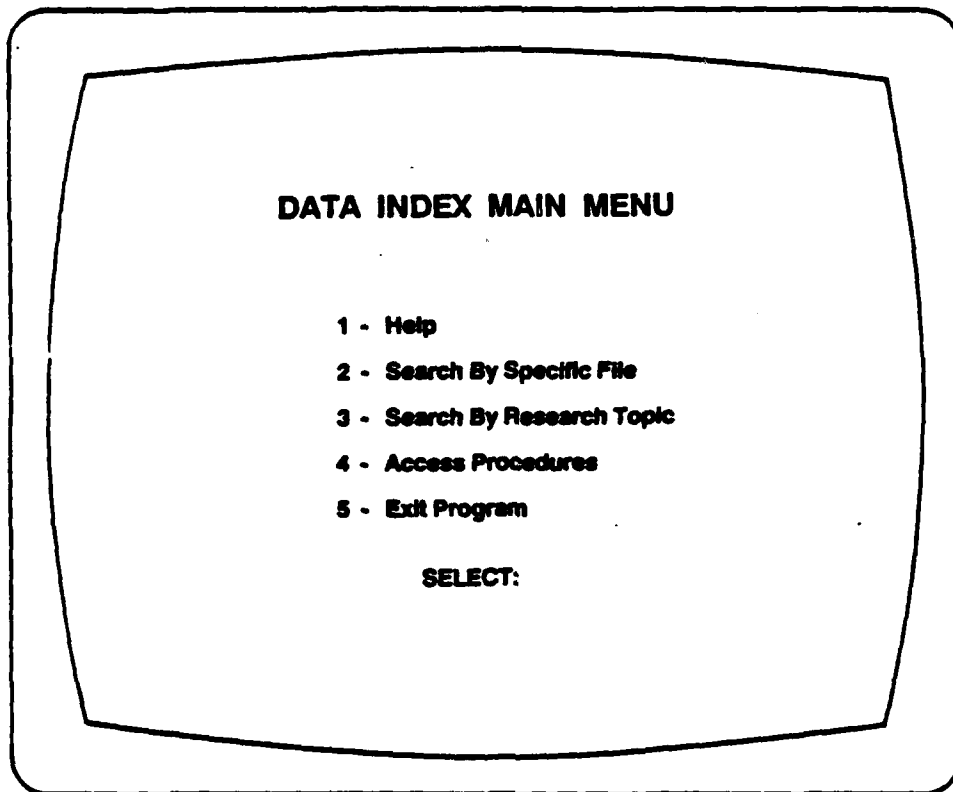 DATA INDEX MAIN MENU
1 - Help
2 - Search By Specific File
3 - Search By Research Topic
4 - Access Procedures
5 - Exit Program
SELECT: